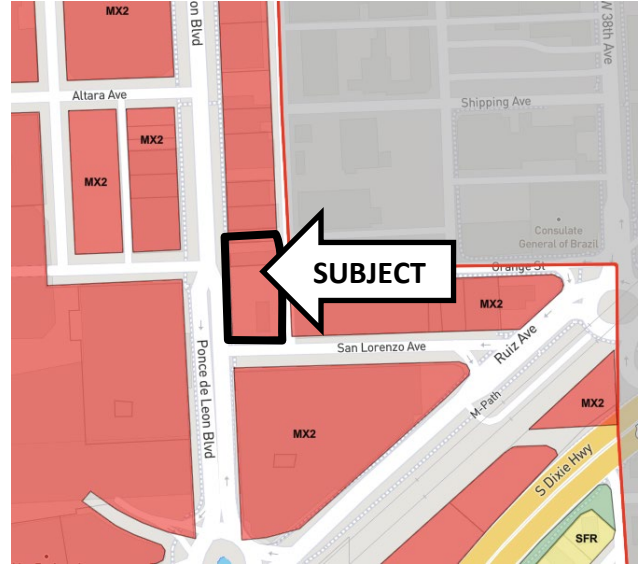 MX2
on Blvd
W 38th Ave
Altara Ave
Shipping Ave
MX2
MX2
Consulate
General of Brazil
SUBJECT
Orange St
MX2
San Lorenzo Ave
Ruiz Ave
Ponce de Leon Blvd
M-Path
MX2
MX2
S Dixie Hwy
SFR